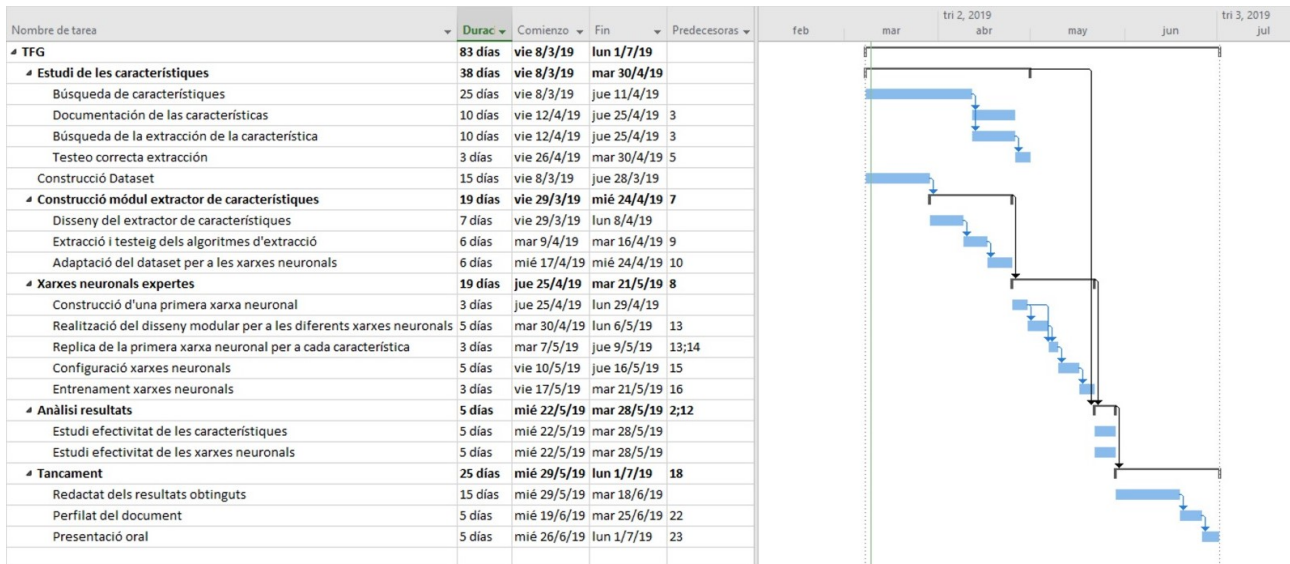 tri 2, 2019 tri 3, 2019
Nombre de tarea Durac Comienzo Fin Predecesoras feb mar abr may jun jul
TFG 83 días vie 8/3/19 lun 1/7/19
Estudi de les característiques 38 días vie 8/3/19 mar 30/4/19
Búsqueda de características 25 días vie 8/3/19 jue 11/4/19
Documentación de las características 10 días vie 12/4/19 jue 25/4/19 3
Búsqueda de la extracción de la característica 10 días vie 12/4/19 jue 25/4/19 3
Testeo correcta extracción 3 días vie 26/4/19 mar 30/4/19 5
Construcció Dataset 15 días vie 8/3/19 jue 28/3/19
Construcció módul extractor de característiques 19 días vie 29/3/19 mié 24/4/19 7
Disseny del extractor de característiques 7 días vie 29/3/19 lun 8/4/19
Extracció i testeig dels algoritmes d'extracció 6 días mar 9/4/19 mar 16/4/19 9
Adaptació del dataset per a les xarxes neuronals 6 días mié 17/4/19 mié 24/4/19 10
Xarxes neuronals expertes 19 días jue 25/4/19 mar 21/5/19 8
Construcció d'una primera xarxa neuronal 3 días jue 25/4/19 lun 29/4/19
Realització del disseny modular per a les diferents xarxes neuronals 5 días mar 30/4/19 lun 6/5/19 13
Replica de la primera xarxa neuronal per a cada característica 3 días mar 7/5/19 jue 9/5/19 13;14
Configuració xarxes neuronals 5 días vie 10/5/19 jue 16/5/19 15
Entrenament xarxes neuronals 3 días vie 17/5/19 mar 21/5/19 16
Anàlisi resultats 5 días mié 22/5/19 mar 28/5/19 2;12
Estudi efectivitat de les característiques 5 días mié 22/5/19 mar 28/5/19
Estudi efectivitat de les xarxes neuronals 5 días mié 22/5/19 mar 28/5/19
Tancament 25 días mié 29/5/19 lun 1/7/19 18
Redactat dels resultats obtinguts 15 días mié 29/5/19 mar 18/6/19
Perfilat del document 5 días mié 19/6/19 mar 25/6/19 22
Presentació oral 5 días mié 26/6/19 lun 1/7/19 23